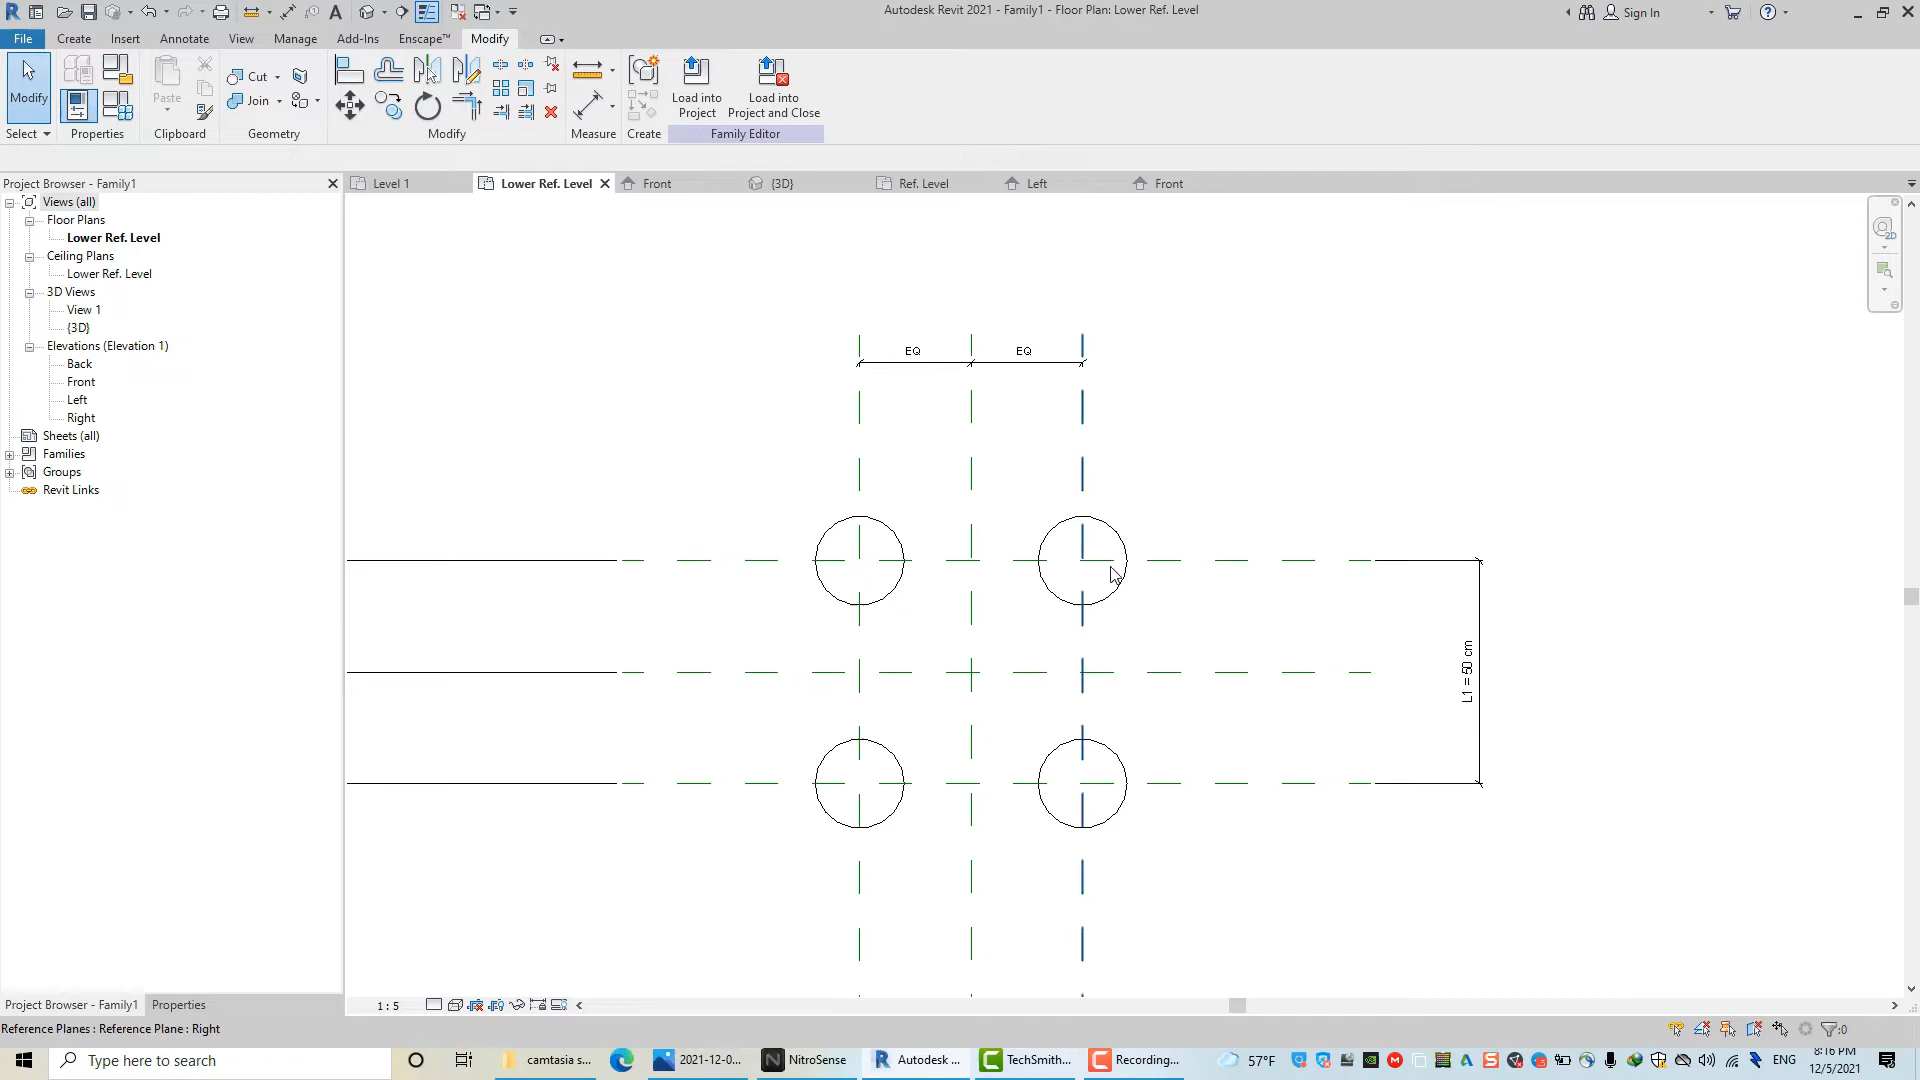 Autodesk Revit 2021 - Family1 - Floor Plan: Lower Ref. Level
Sign In
File
Create
Insert
Annotate
View
Manage
Add-Ins
Enscape™
Modify
Modify
Paste
Cut
Join
Load into
Project
Load into
Project and Close
Select
Properties
Clipboard
Geometry
Modify
Measure
Create
Family Editor
Project Browser - Family1
Level 1
Lower Ref. Level
Front
{3D}
Ref. Level
Left
Front
Views (all)
Floor Plans
Lower Ref. Level
Ceiling Plans
Lower Ref. Level
3D Views
View 1
{3D}
Elevations (Elevation 1)
Back
Front
Left
Right
Sheets (all)
Families
Groups
Revit Links
2D
EQ
EQ
L1 = 50 cm
Project Browser - Family1
Properties
1 : 5
Reference Planes : Reference Plane : Right
:0
Type here to search
camtasia s...
2021-12-0...
NitroSense
Autodesk ...
TechSmith...
Recording...
57°F
ENG
8:16 PM
12/5/2021